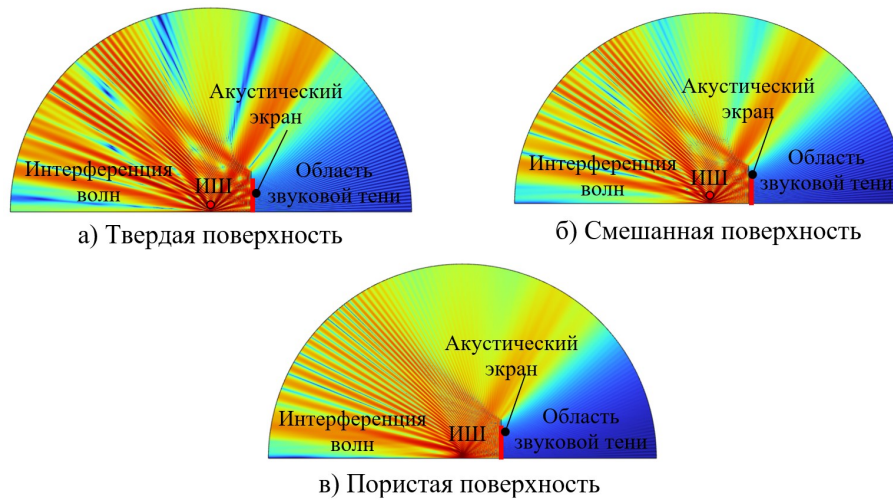 Акустический
экран
Интерференция
волн
ИШ
Область
звуковой тени
а) Твердая поверхность
Акустический
экран
Интерференция
волн
ИШ
Область
звуковой тени
б) Смешанная поверхность
Акустический
экран
Интерференция
волн
ИШ
Область
звуковой тени
в) Пористая поверхность